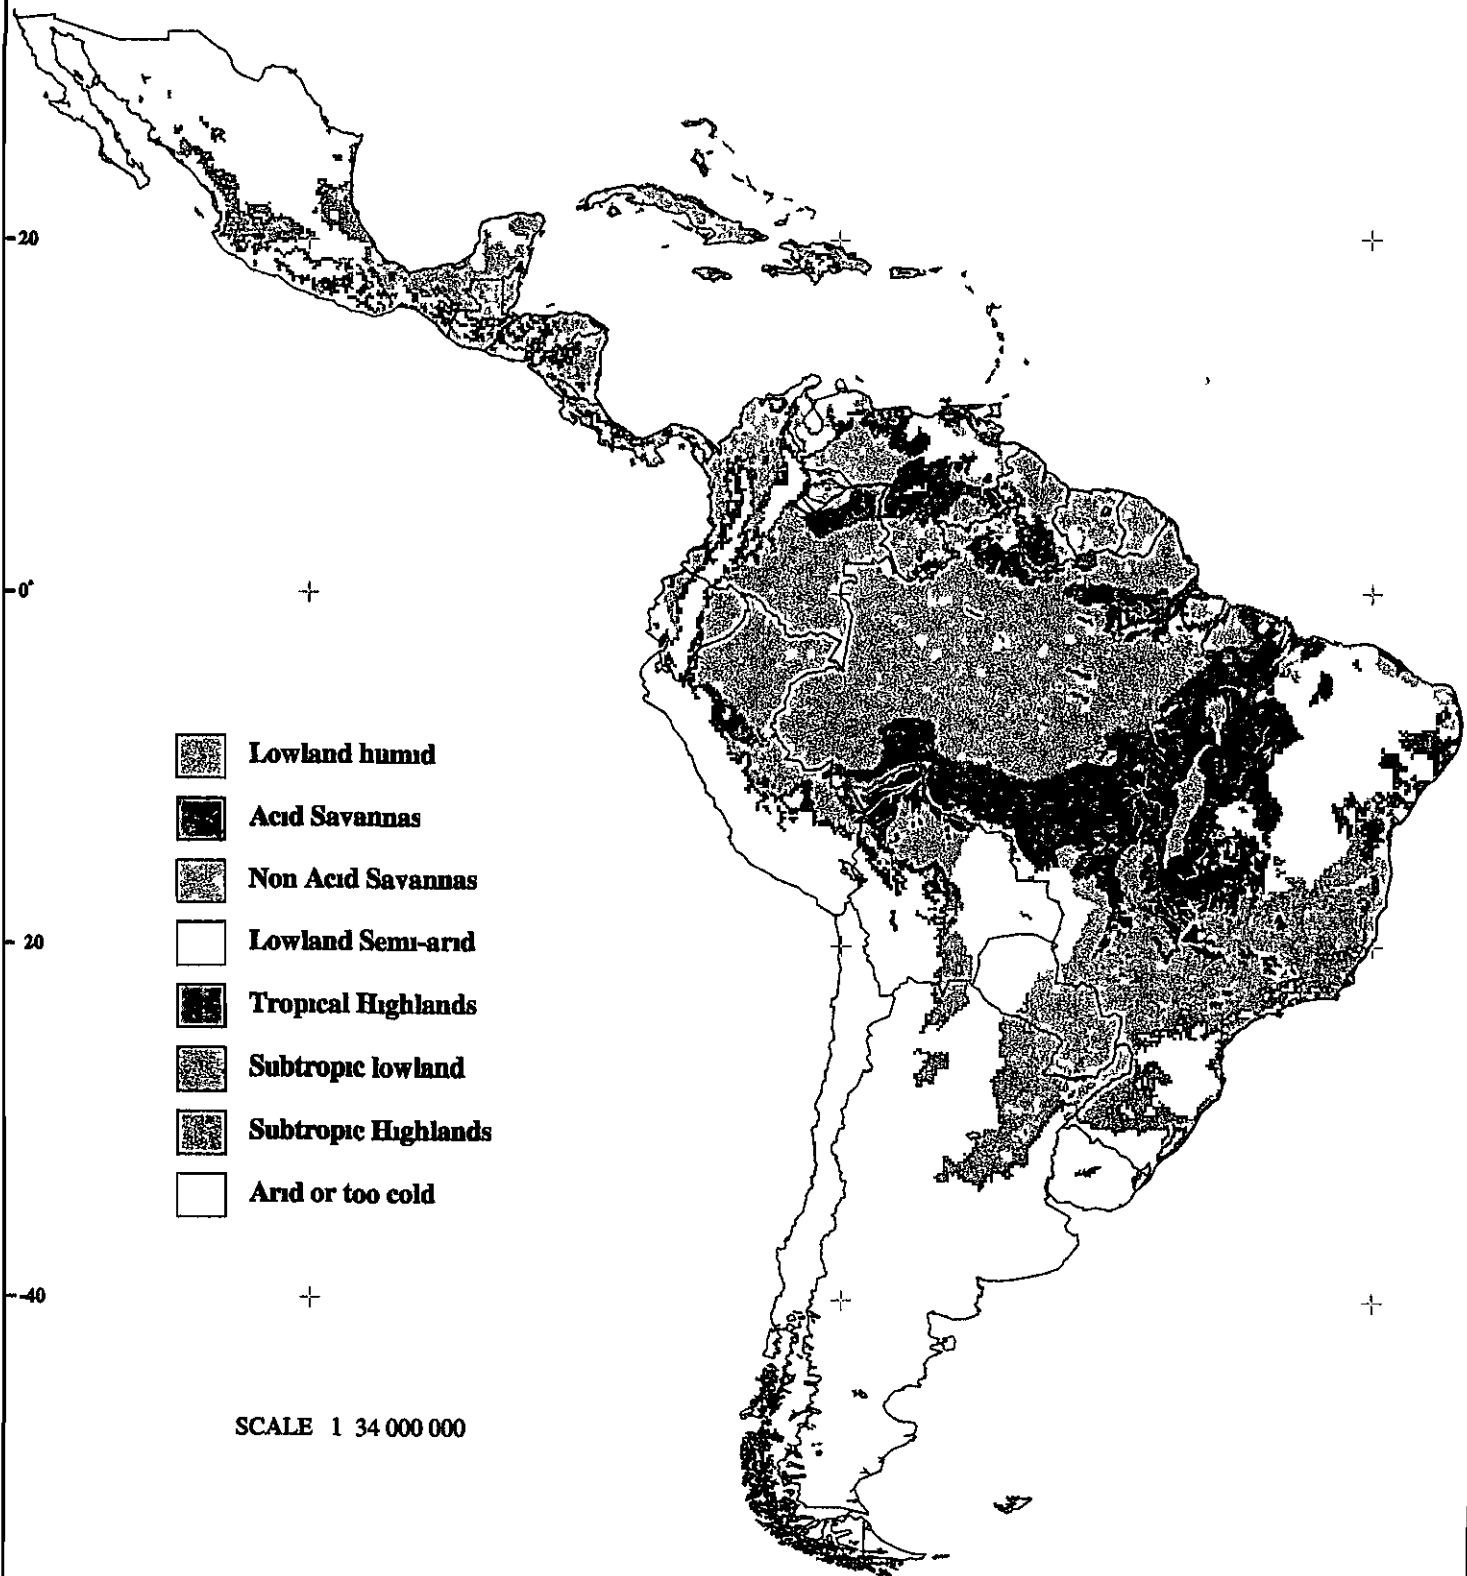 20
0°
20
-40
Lowland humid
Acid Savannas
Non Acid Savannas
Lowland Semi-arid
Tropical Highlands
Subtropic lowland
Subtropic Highlands
Arid or too cold
SCALE 1 34 000 000